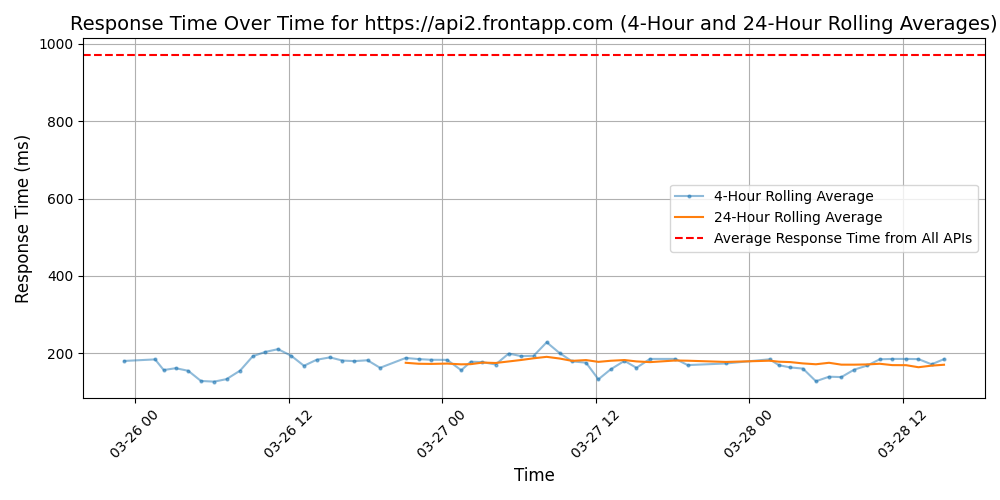 Response Time Over Time for https://api2.frontapp.com (4-Hour and 24-Hour Rolling Averages)
1000
800
600
400
200
Response Time (ms)
4-Hour Rolling Average
24-Hour Rolling Average
Average Response Time from All APIs
03-26 00
03-26 12
03-27 00
03-27 12
03-28 00
03-28 12
Time